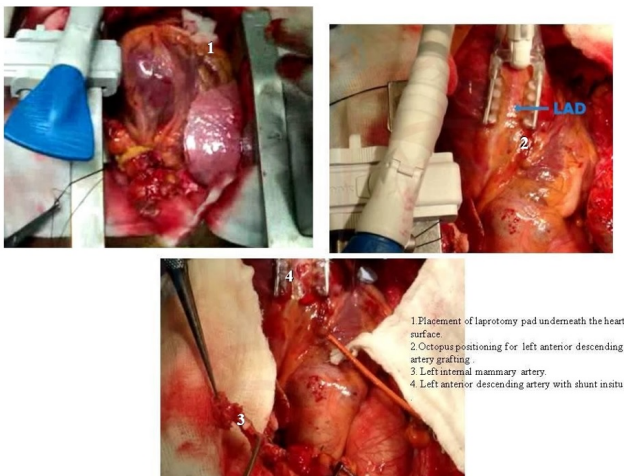 1
LAD
2
4
3
1.Placement of laprotomy pad underneath the heart
surface.
2.Octopus positioning for left anterior descending
artery grafting .
3. Left internal mammary artery.
4. Left anterior descending artery with shunt insitu
.